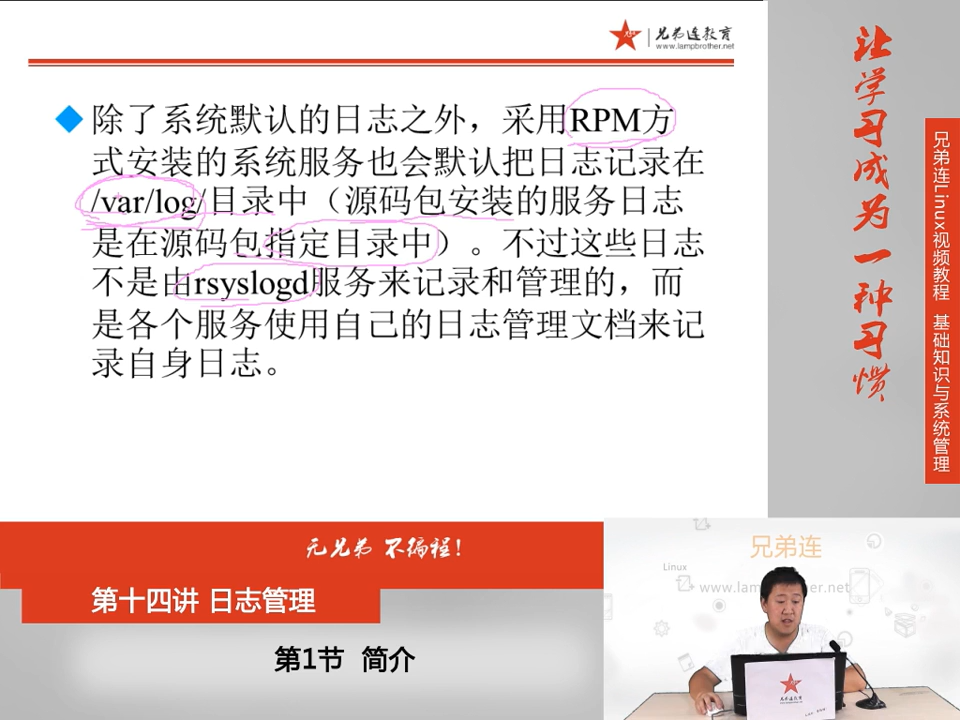 兄弟连教育
www.lampbrother.net
除了系统默认的日志之外，采用RPM方
式安装的系统服务也会默认把日志记录在
/var/log/目录中（源码包安装的服务日志
是在源码包指定目录中）。不过这些日志
不是由rsyslogd服务来记录和管理的，而
是各个服务使用自己的日志管理文档来记
录自身日志。
让学习成为一种习惯
兄弟连Linux视频教程 基础知识与系统管理
无兄弟 不编程！
第十四讲 日志管理
第1节 简介
兄弟连
Linux